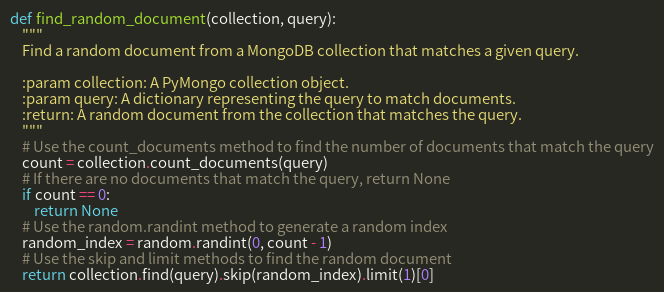 def find_random_document(collection, query):
    """
    Find a random document from a MongoDB collection that matches a given query.

    :param collection: A PyMongo collection object.
    :param query: A dictionary representing the query to match documents.
    :return: A random document from the collection that matches the query.
    """
    # Use the count_documents method to find the number of documents that match the query
    count = collection.count_documents(query)
    # If there are no documents that match the query, return None
    if count == 0:
        return None
    # Use the random.randint method to generate a random index
    random_index = random.randint(0, count - 1)
    # Use the skip and limit methods to find the random document
    return collection.find(query).skip(random_index).limit(1)[0]